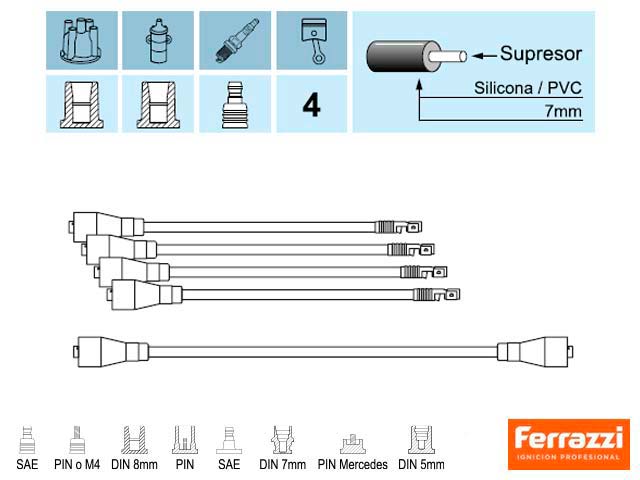 Supresor
Silicona / PVC
4
7mm
SAE PIN o M4 DIN 8mm PIN SAE DIN 7mm PIN Mercedes DIN 5mm
Ferrazzi
IGNICION PROFESIONAL